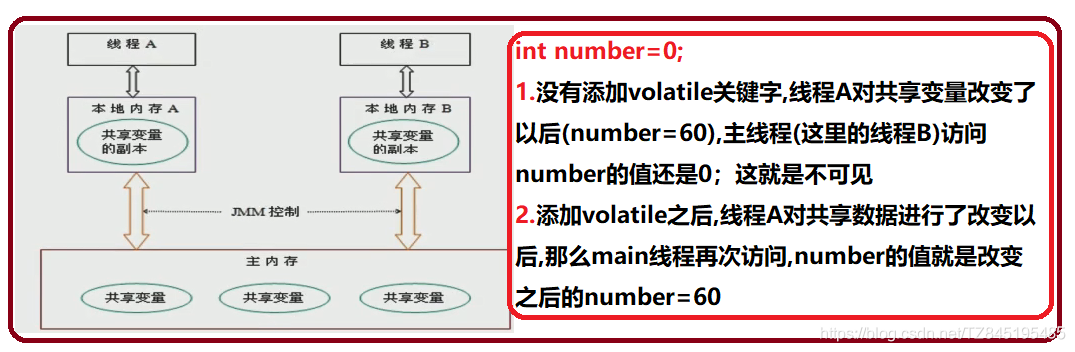 线程A
线程B
本地内存A
共享变量
的副本
本地内存B
共享变量
的副本
JMM 控制
主内存
共享变量
共享变量
共享变量
int number=0;
1.没有添加volatile关键字,线程A对共享变量改变了
以后(number=60),主线程(这里的线程B)访问
number的值还是0；这就是不可见
2.添加volatile之后,线程A对共享数据进行了改变以
后,那么main线程再次访问,number的值就是改变
之后的number=60
https://blog.csdn.net/TZ845195485